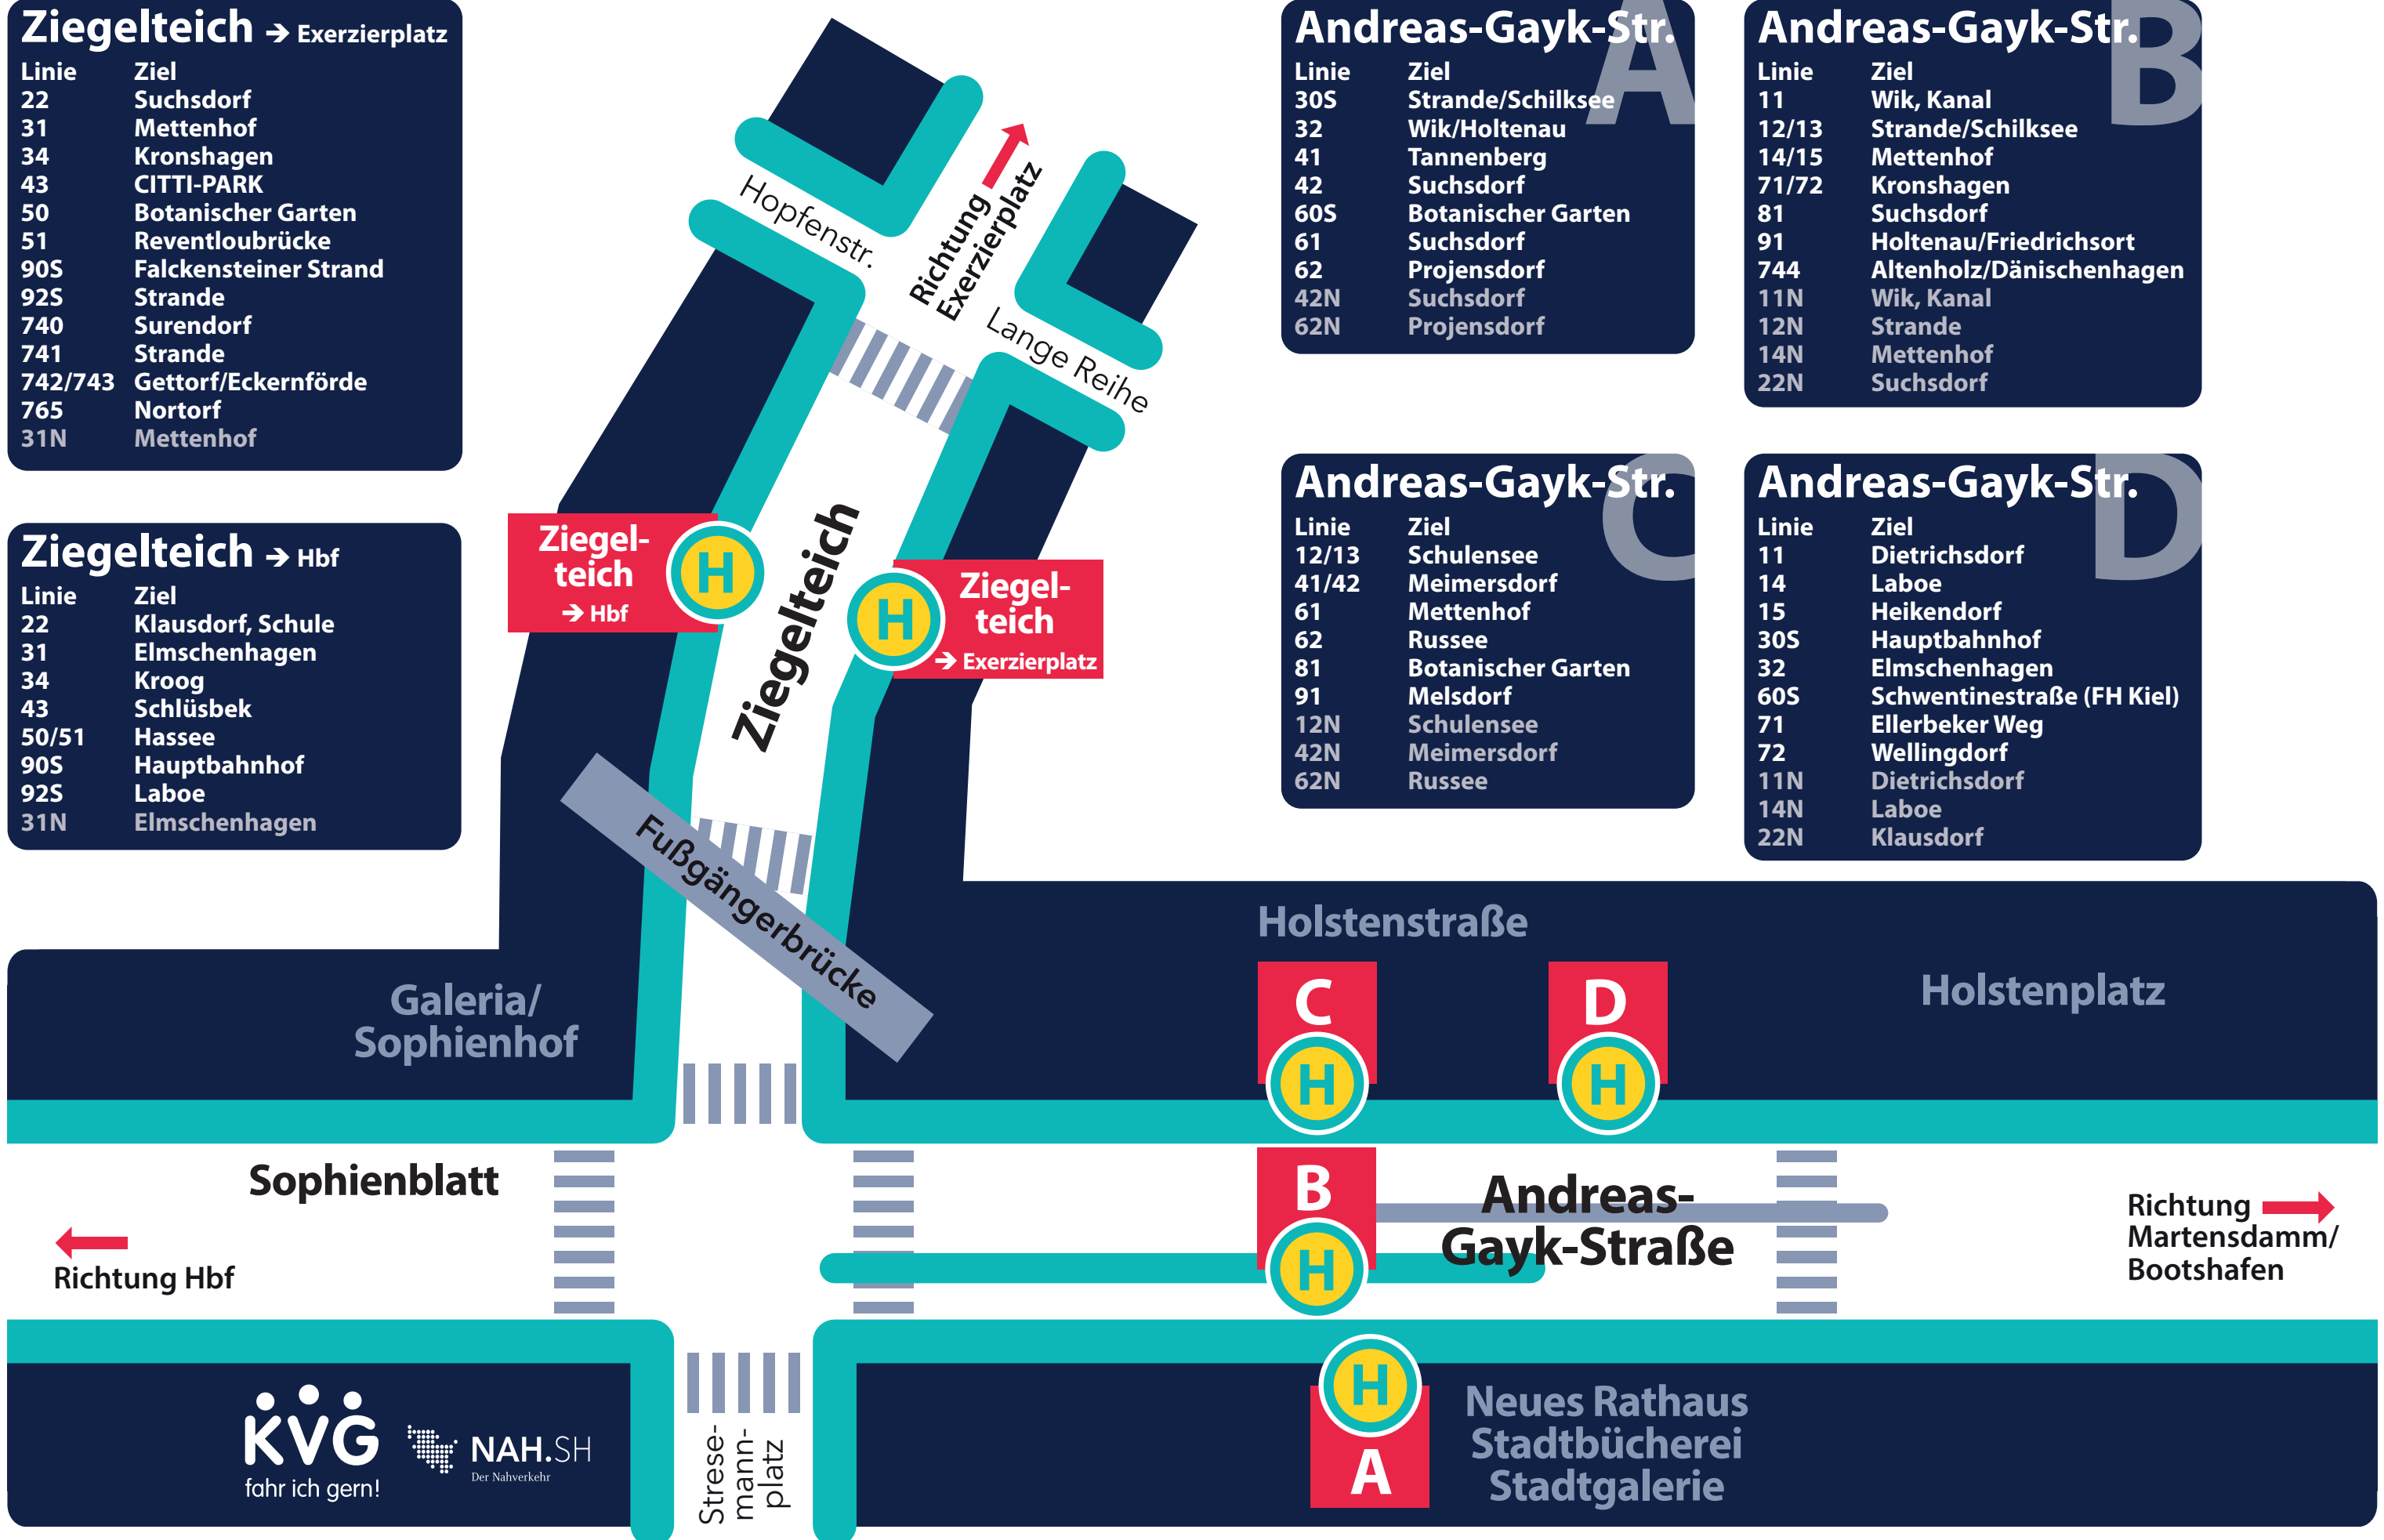 Ziegelteich ➔ Exerzierplatz
Linie Ziel
22 Suchsdorf
31 Mettenhof
34 Kronshagen
43 CITTI-PARK
50 Botanischer Garten
51 Reventloubrücke
90S Falckensteiner Strand
92S Strande
740 Surendorf
741 Strande
742/743 Gettorf/Eckernförde
765 Nortorf
31N Mettenhof
Ziegelteich ➔ Hbf
Linie Ziel
22 Klausdorf, Schule
31 Elmschenhagen
34 Kroog
43 Schlüsbek
50/51 Hassee
90S Hauptbahnhof
92S Laboe
31N Elmschenhagen
Andreas-Gayk-Str. A
Linie Ziel
30S Strande/Schilksee
32 Wik/Holtenau
41 Tannenberg
42 Suchsdorf
60S Botanischer Garten
61 Suchsdorf
62 Projensdorf
42N Suchsdorf
62N Projensdorf
Andreas-Gayk-Str. B
Linie Ziel
11 Wik, Kanal
12/13 Strande/Schilksee
14/15 Mettenhof
71/72 Kronshagen
81 Suchsdorf
91 Holtenau/Friedrichsort
744 Altenholz/Dänischenhagen
11N Wik, Kanal
12N Strande
14N Mettenhof
22N Suchsdorf
Andreas-Gayk-Str. C
Linie Ziel
12/13 Schulensee
41/42 Meimersdorf
61 Mettenhof
62 Russee
81 Botanischer Garten
91 Melsdorf
12N Schulensee
42N Meimersdorf
62N Russee
Andreas-Gayk-Str. D
Linie Ziel
11 Dietrichsdorf
14 Laboe
15 Heikendorf
30S Hauptbahnhof
32 Elmschenhagen
60S Schwentinestraße (FH Kiel)
71 Ellerbeker Weg
72 Wellingdorf
11N Dietrichsdorf
14N Laboe
22N Klausdorf
Hopfenstr.
Richtung
Exerzierplatz
Lange Reihe
Ziegel-
teich
➔ Hbf
H
Ziegelteich
H
Ziegel-
teich
➔ Exerzierplatz
Fußgängerbrücke
Galeria/
Sophienhof
Holstenstraße
Holstenplatz
C
H
D
H
Sophienblatt
Richtung Hbf
B
H
Andreas-
Gayk-Straße
Richtung
Martensdamm/
Bootshafen
H
A
Neues Rathaus
Stadtbücherei
Stadtgalerie
Strese-
mann-
platz
KVG
fahr ich gern!
NAH.SH
Der Nahverkehr